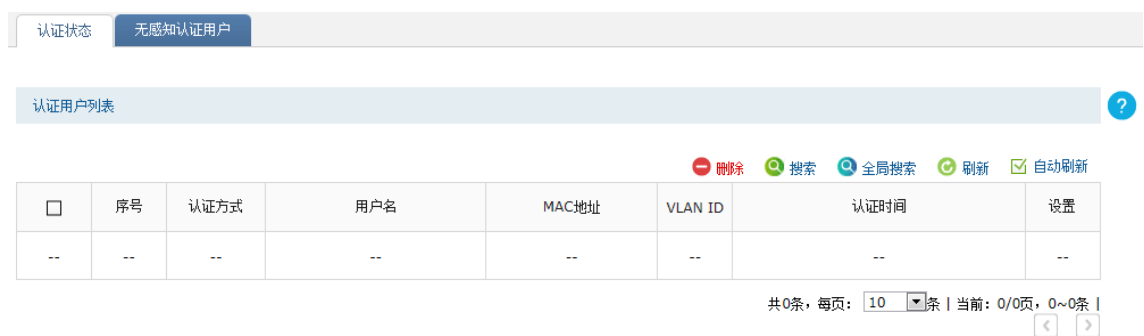 认证状态 无感知认证用户
认证用户列表
?
删除 搜索 全局搜索 刷新 自动刷新
序号 认证方式 用户名 MAC地址 VLAN ID 认证时间 设置
-- -- -- -- -- -- -- --
共0条，每页： 10 条 | 当前：0/0页，0~0条 |
< >